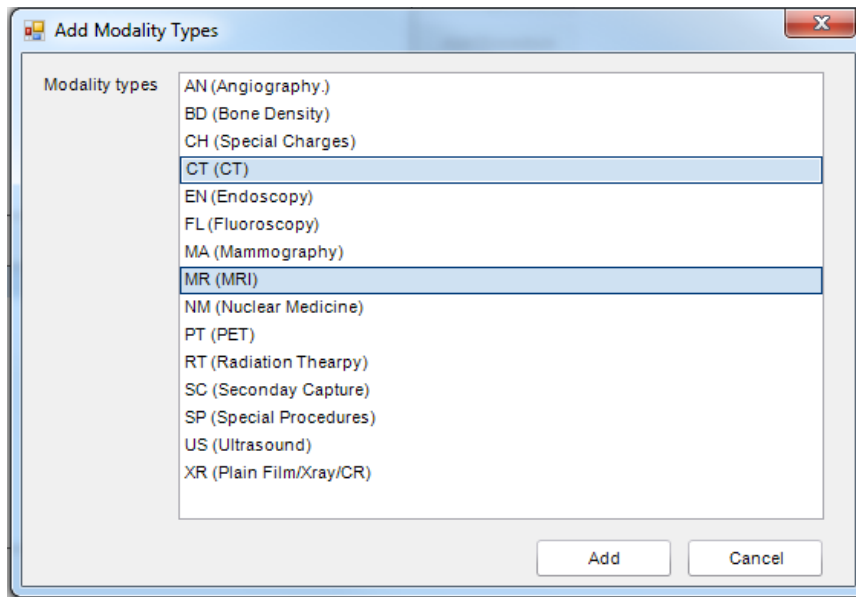 Add Modality Types
Modality types
AN (Angiography.)
BD (Bone Density)
CH (Special Charges)
CT (CT)
EN (Endoscopy)
FL (Fluoroscopy)
MA (Mammography)
MR (MRI)
NM (Nuclear Medicine)
PT (PET)
RT (Radiation Thearpy)
SC (Seconday Capture)
SP (Special Procedures)
US (Ultrasound)
XR (Plain Film/Xray/CR)
Add Cancel